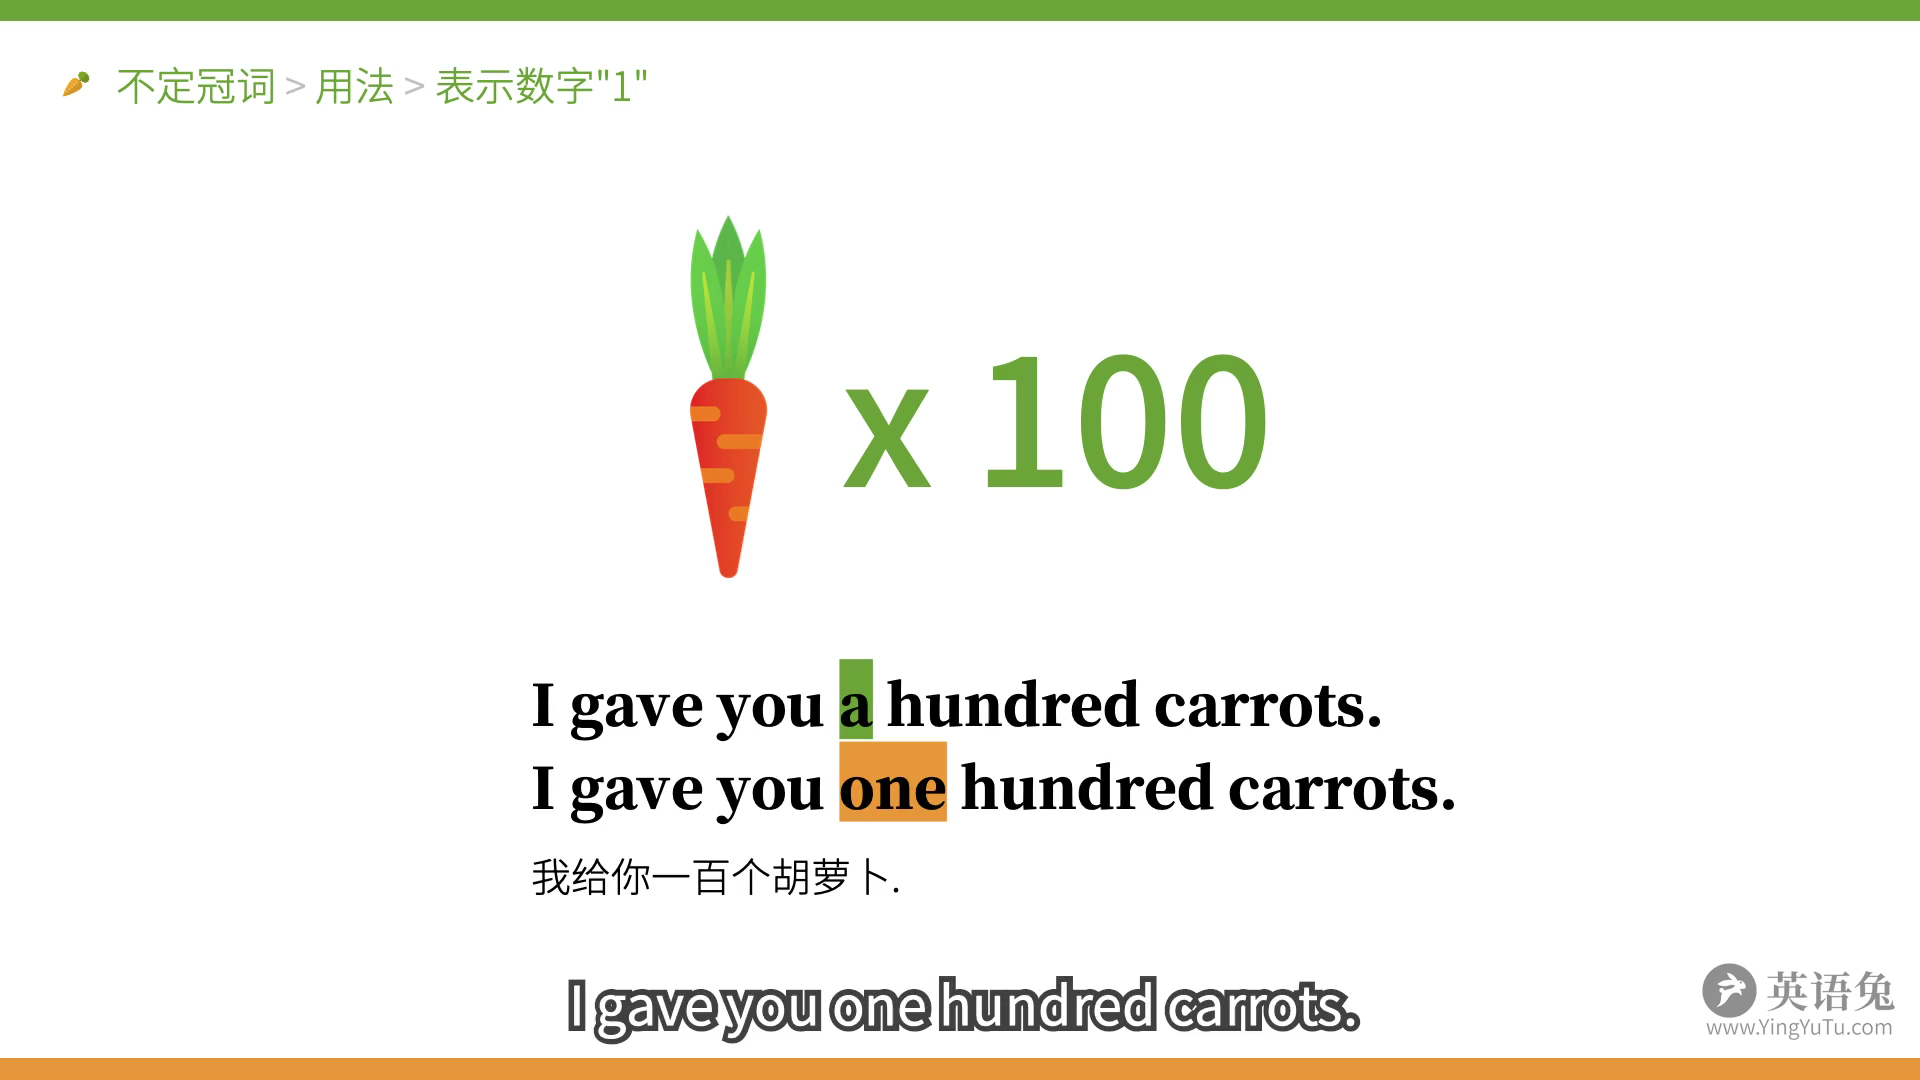 不定冠词 > 用法 > 表示数字"1"
x 100
I gave you a hundred carrots.
I gave you one hundred carrots.
我给你一百个胡萝卜.
I gave you one hundred carrots.
英语兔
www.YingYuTu.com